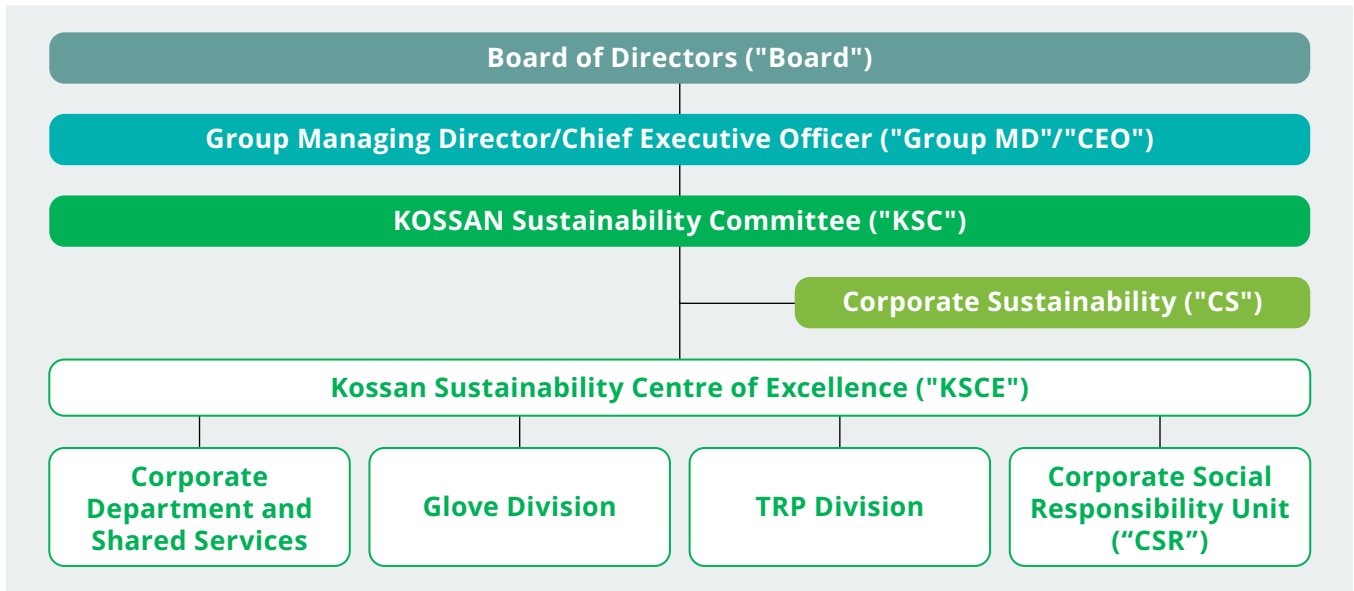 Board of Directors ("Board")
Group Managing Director/Chief Executive Officer ("Group MD"/"CEO")
KOSSAN Sustainability Committee ("KSC")
Corporate Sustainability ("CS")
Kossan Sustainability Centre of Excellence ("KSCE")
Corporate
Department and
Shared Services
Glove Division
TRP Division
Corporate Social
Responsibility Unit
(“CSR”)